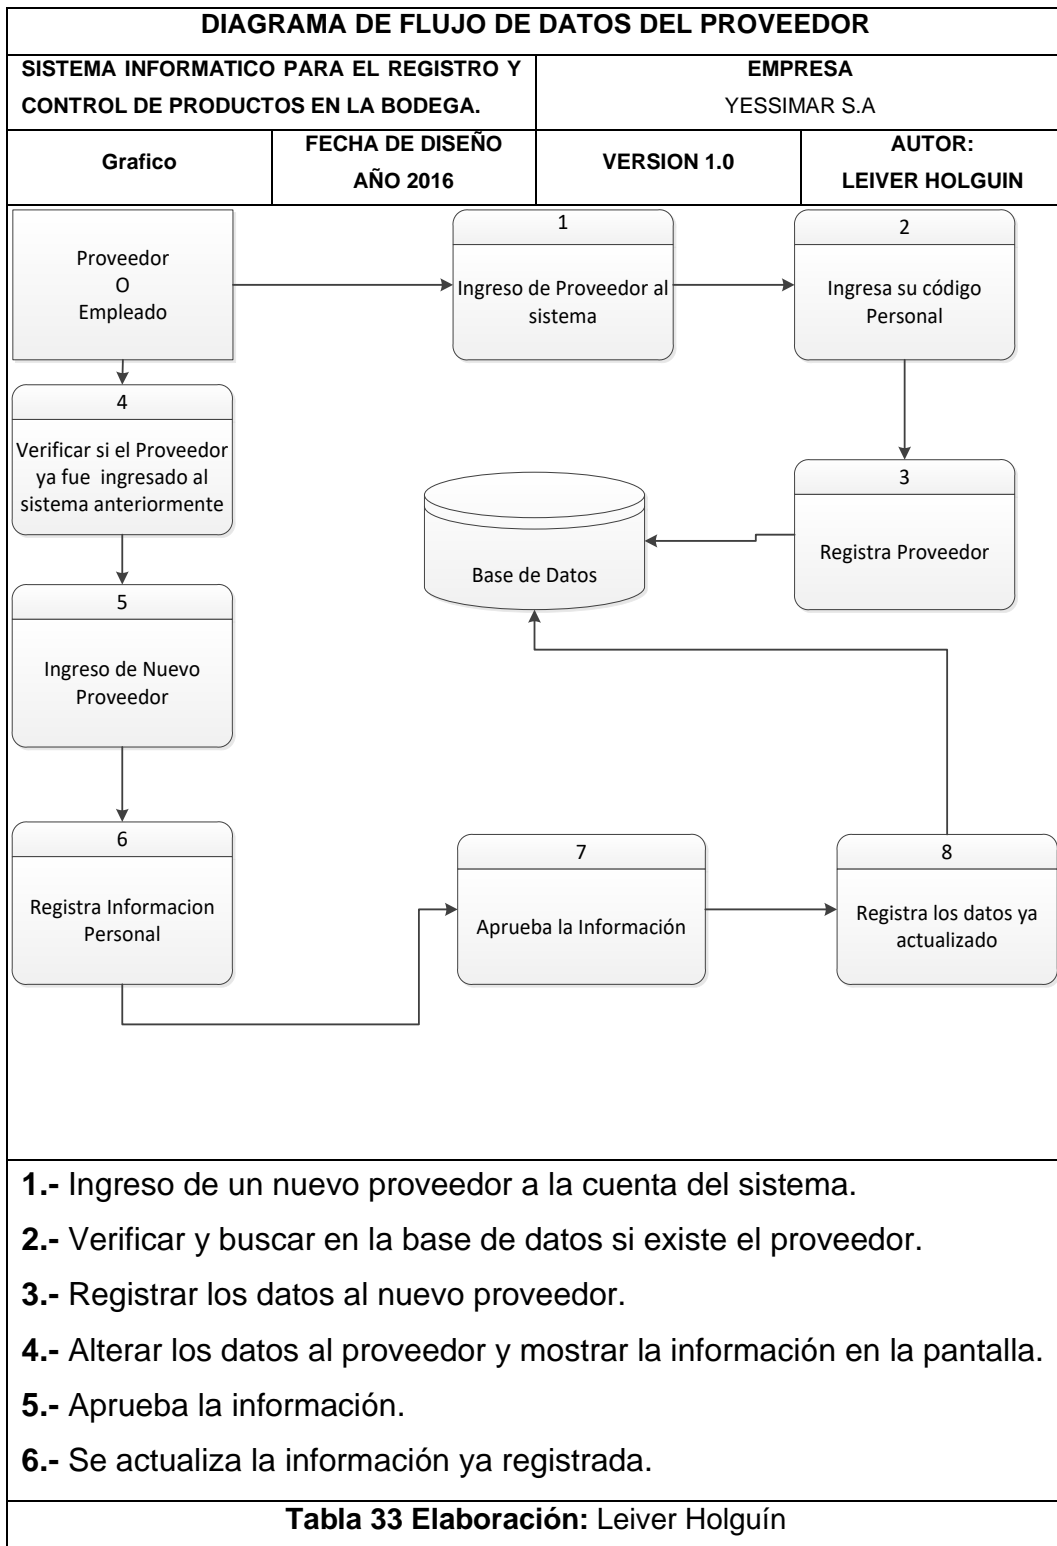 DIAGRAMA DE FLUJO DE DATOS DEL PROVEEDOR
SISTEMA INFORMATICO PARA EL REGISTRO Y
CONTROL DE PRODUCTOS EN LA BODEGA.
EMPRESA
YESSIMAR S.A
Grafico
FECHA DE DISEÑO
AÑO 2016
VERSION 1.0
AUTOR:
LEIVER HOLGUIN
Proveedor
O
Empleado
1
Ingreso de Proveedor al
sistema
2
Ingresa su código
Personal
4
Verificar si el Proveedor
ya fue ingresado al
sistema anteriormente
3
Registra Proveedor
Base de Datos
5
Ingreso de Nuevo
Proveedor
6
Registra Informacion
Personal
7
Aprueba la Información
8
Registra los datos ya
actualizado
1.- Ingreso de un nuevo proveedor a la cuenta del sistema.
2.- Verificar y buscar en la base de datos si existe el proveedor.
3.- Registrar los datos al nuevo proveedor.
4.- Alterar los datos al proveedor y mostrar la información en la pantalla.
5.- Aprueba la información.
6.- Se actualiza la información ya registrada.
Tabla 33 Elaboración: Leiver Holguín